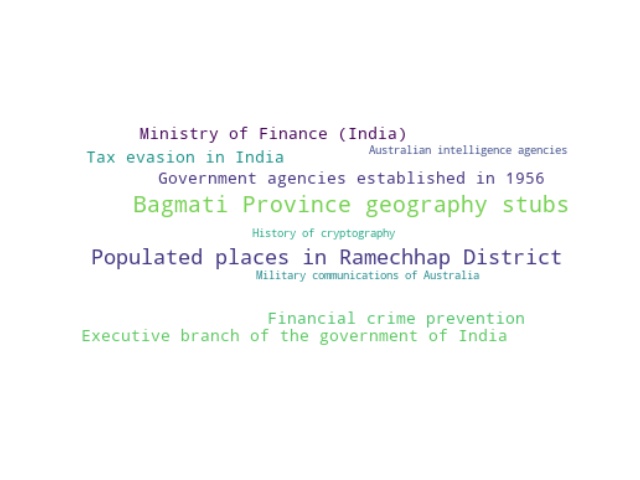 Ministry of Finance (India)
Australian intelligence agencies
Tax evasion in India
Government agencies established in 1956
Bagmati Province geography stubs
History of cryptography
Populated places in Ramechhap District
Military communications of Australia
Financial crime prevention
Executive branch of the government of India